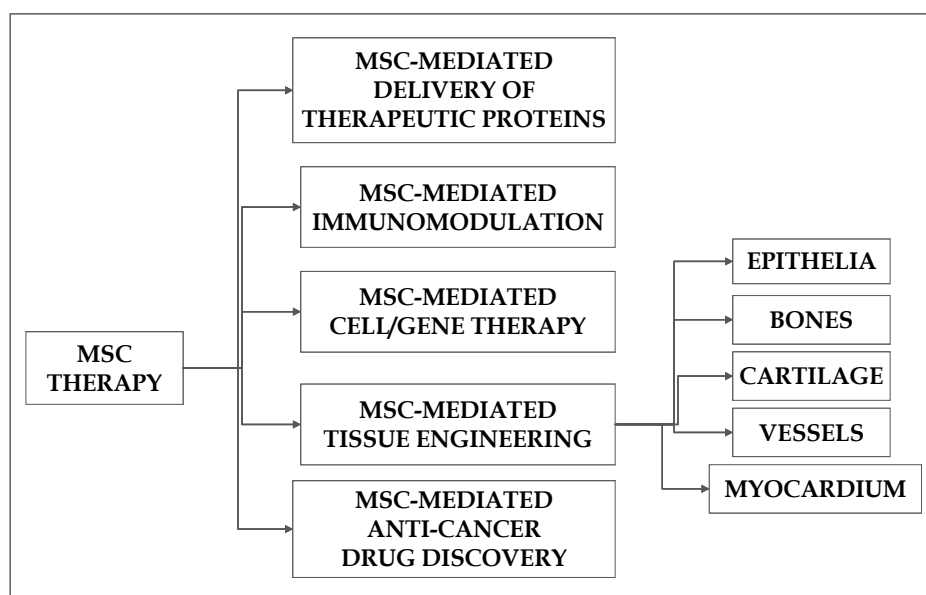 MSC
THERAPY
MSC-MEDIATED
DELIVERY OF
THERAPEUTIC PROTEINS
MSC-MEDIATED
IMMUNOMODULATION
MSC-MEDIATED
CELL/GENE THERAPY
MSC-MEDIATED
TISSUE ENGINEERING
MSC-MEDIATED
ANTI-CANCER
DRUG DISCOVERY
EPITHELIA
BONES
CARTILAGE
VESSELS
MYOCARDIUM